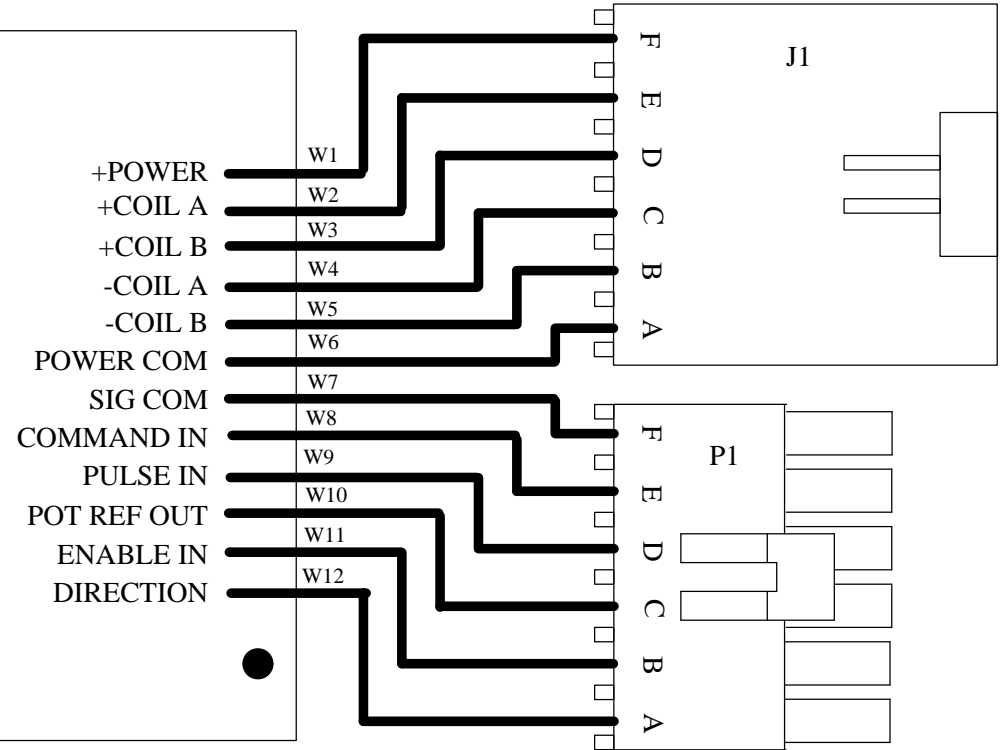 +POWER
+COIL A
+COIL B
-COIL A
-COIL B
POWER COM
SIG COM
COMMAND IN
PULSE IN
POT REF OUT
ENABLE IN
DIRECTION
W1
W2
W3
W4
W5
W6
W7
W8
W9
W10
W11
W12
J1
F
E
D
C
B
A
P1
F
E
D
C
B
A